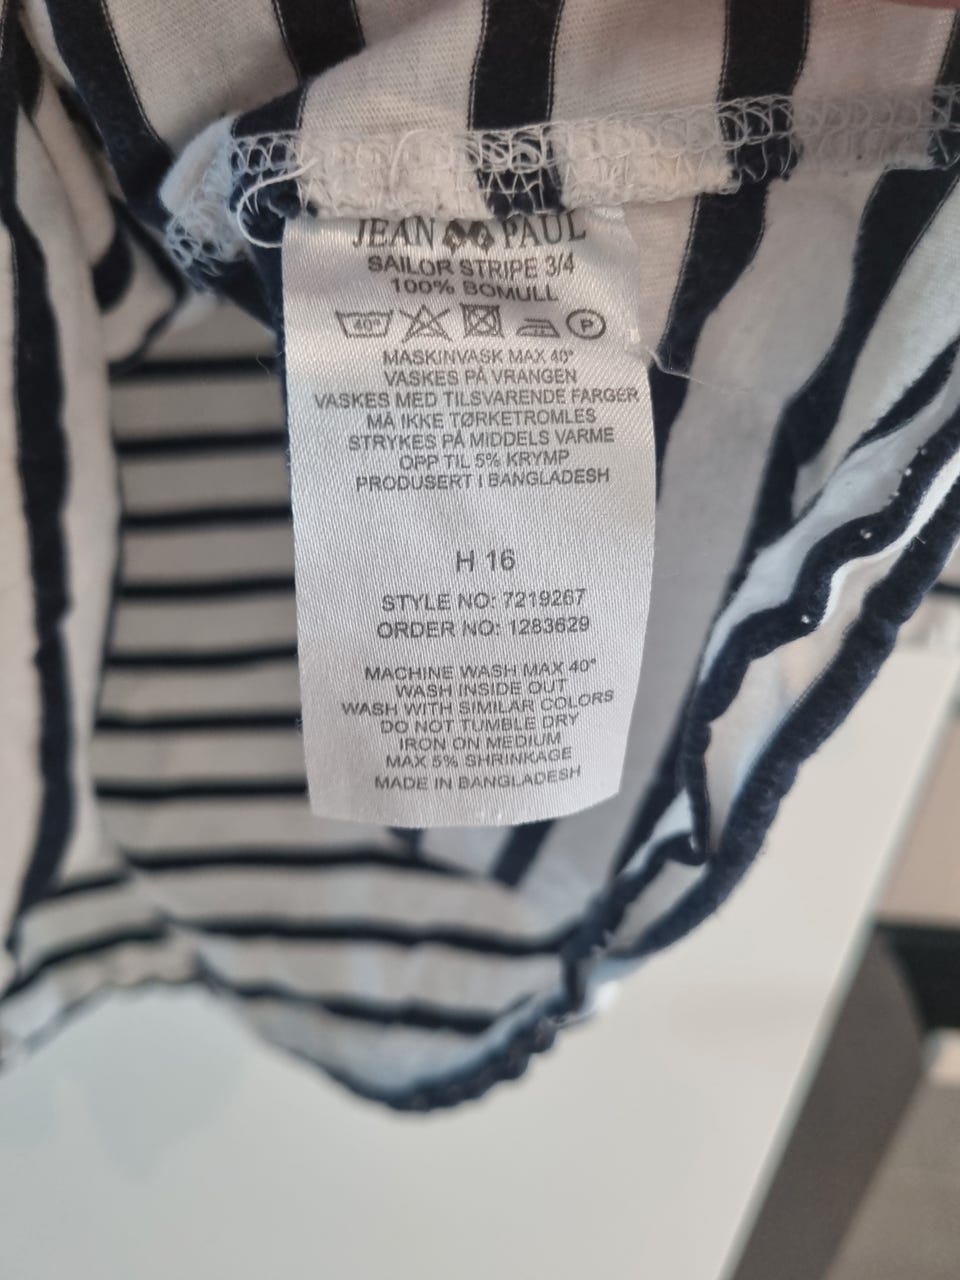 JEAN PAUL
SAILOR STRIPE 3/4
100% BOMULL
40° P
MASKINVASK MAX 40°
VASKES PÅ VRANGEN
VASKES MED TILSVARENDE FARGER
MÅ IKKE TØRKETROMLES
STRYKES PÅ MIDDELS VARME
OPP TIL 5% KRYMP
PRODUSERT I BANGLADESH
H 16
STYLE NO: 7219267
ORDER NO: 1283629
MACHINE WASH MAX 40°
WASH INSIDE OUT
WASH WITH SIMILAR COLORS
DO NOT TUMBLE DRY
IRON ON MEDIUM
MAX 5% SHRINKAGE
MADE IN BANGLADESH